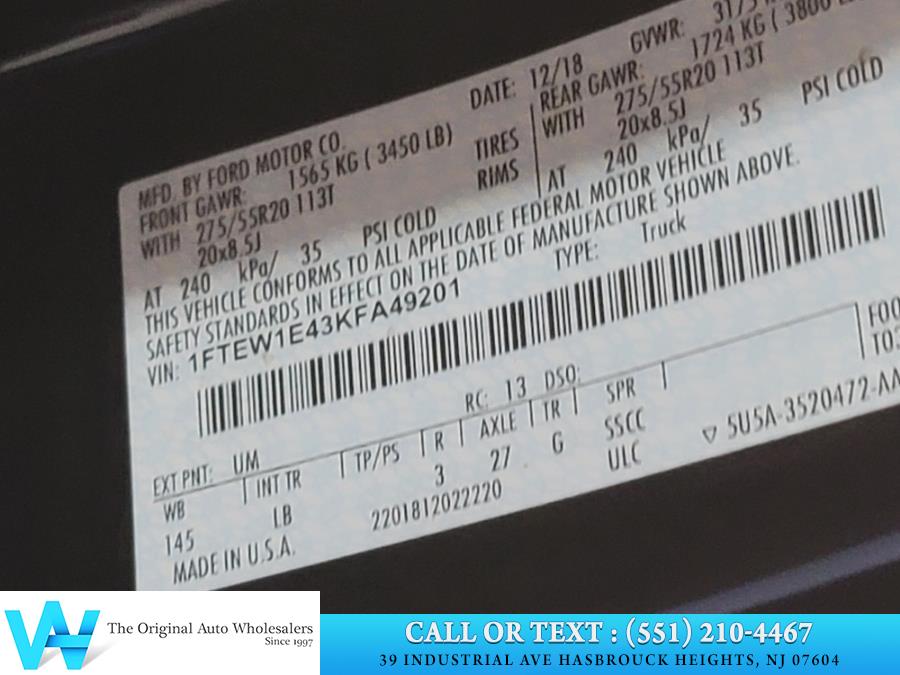 MFD. BY FORD MOTOR CO.
DATE: 12/18
GVWR:
FRONT GAWR: 1565 KG ( 3450 LB)
REAR GAWR: 1724 KG ( 3800
WITH 275/55R20 113T
TIRES
WITH 275/55R20 113T
20x8.5J
RIMS
20x8.5J
AT 240 kPa/ 35 PSI COLD
AT 240 kPa/ 35 PSI COLD
THIS VEHICLE CONFORMS TO ALL APPLICABLE FEDERAL MOTOR VEHICLE
SAFETY STANDARDS IN EFFECT ON THE DATE OF MANUFACTURE SHOWN ABOVE.
VIN: 1FTEW1E43KFA49201
TYPE: Truck
EXT PNT: UM
RC: 13 DSO:
WB INT TR TP/PS R AXLE TR SPR
145 LB 3 27 G SSCC
2201812022220 ULC
MADE IN U.S.A.
▽ 5U5A-3520472-AA
The Original Auto Wholesalers
Since 1997
CALL OR TEXT : (551) 210-4467
39 INDUSTRIAL AVE HASBROUCK HEIGHTS, NJ 07604